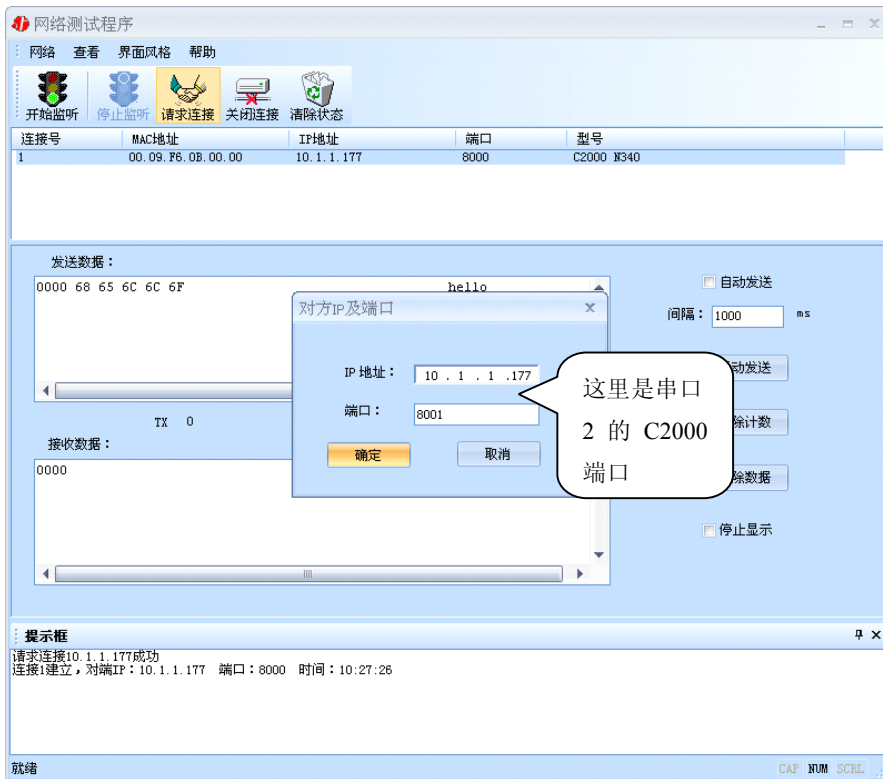 网络测试程序
网络 查看 界面风格 帮助
开始监听 停止监听 请求连接 关闭连接 清除状态
连接号 MAC地址 IP地址 端口 型号
1 00.09.F6.0B.00.00 10.1.1.177 8000 C2000 N340
发送数据：
0000 68 65 6C 6C 6F hello
自动发送
间隔： 1000 ms
对方IP及端口
IP 地址： 10 . 1 . 1 .177
端口： 8001
确定 取消
这里是串口
2 的 C2000
端口
动发送
除计数
除数据
TX 0
接收数据：
0000
停止显示
提示框
请求连接10.1.1.177成功
连接1建立，对端IP：10.1.1.177 端口：8000 时间：10:27:26
就绪 CAP NUM SCRL